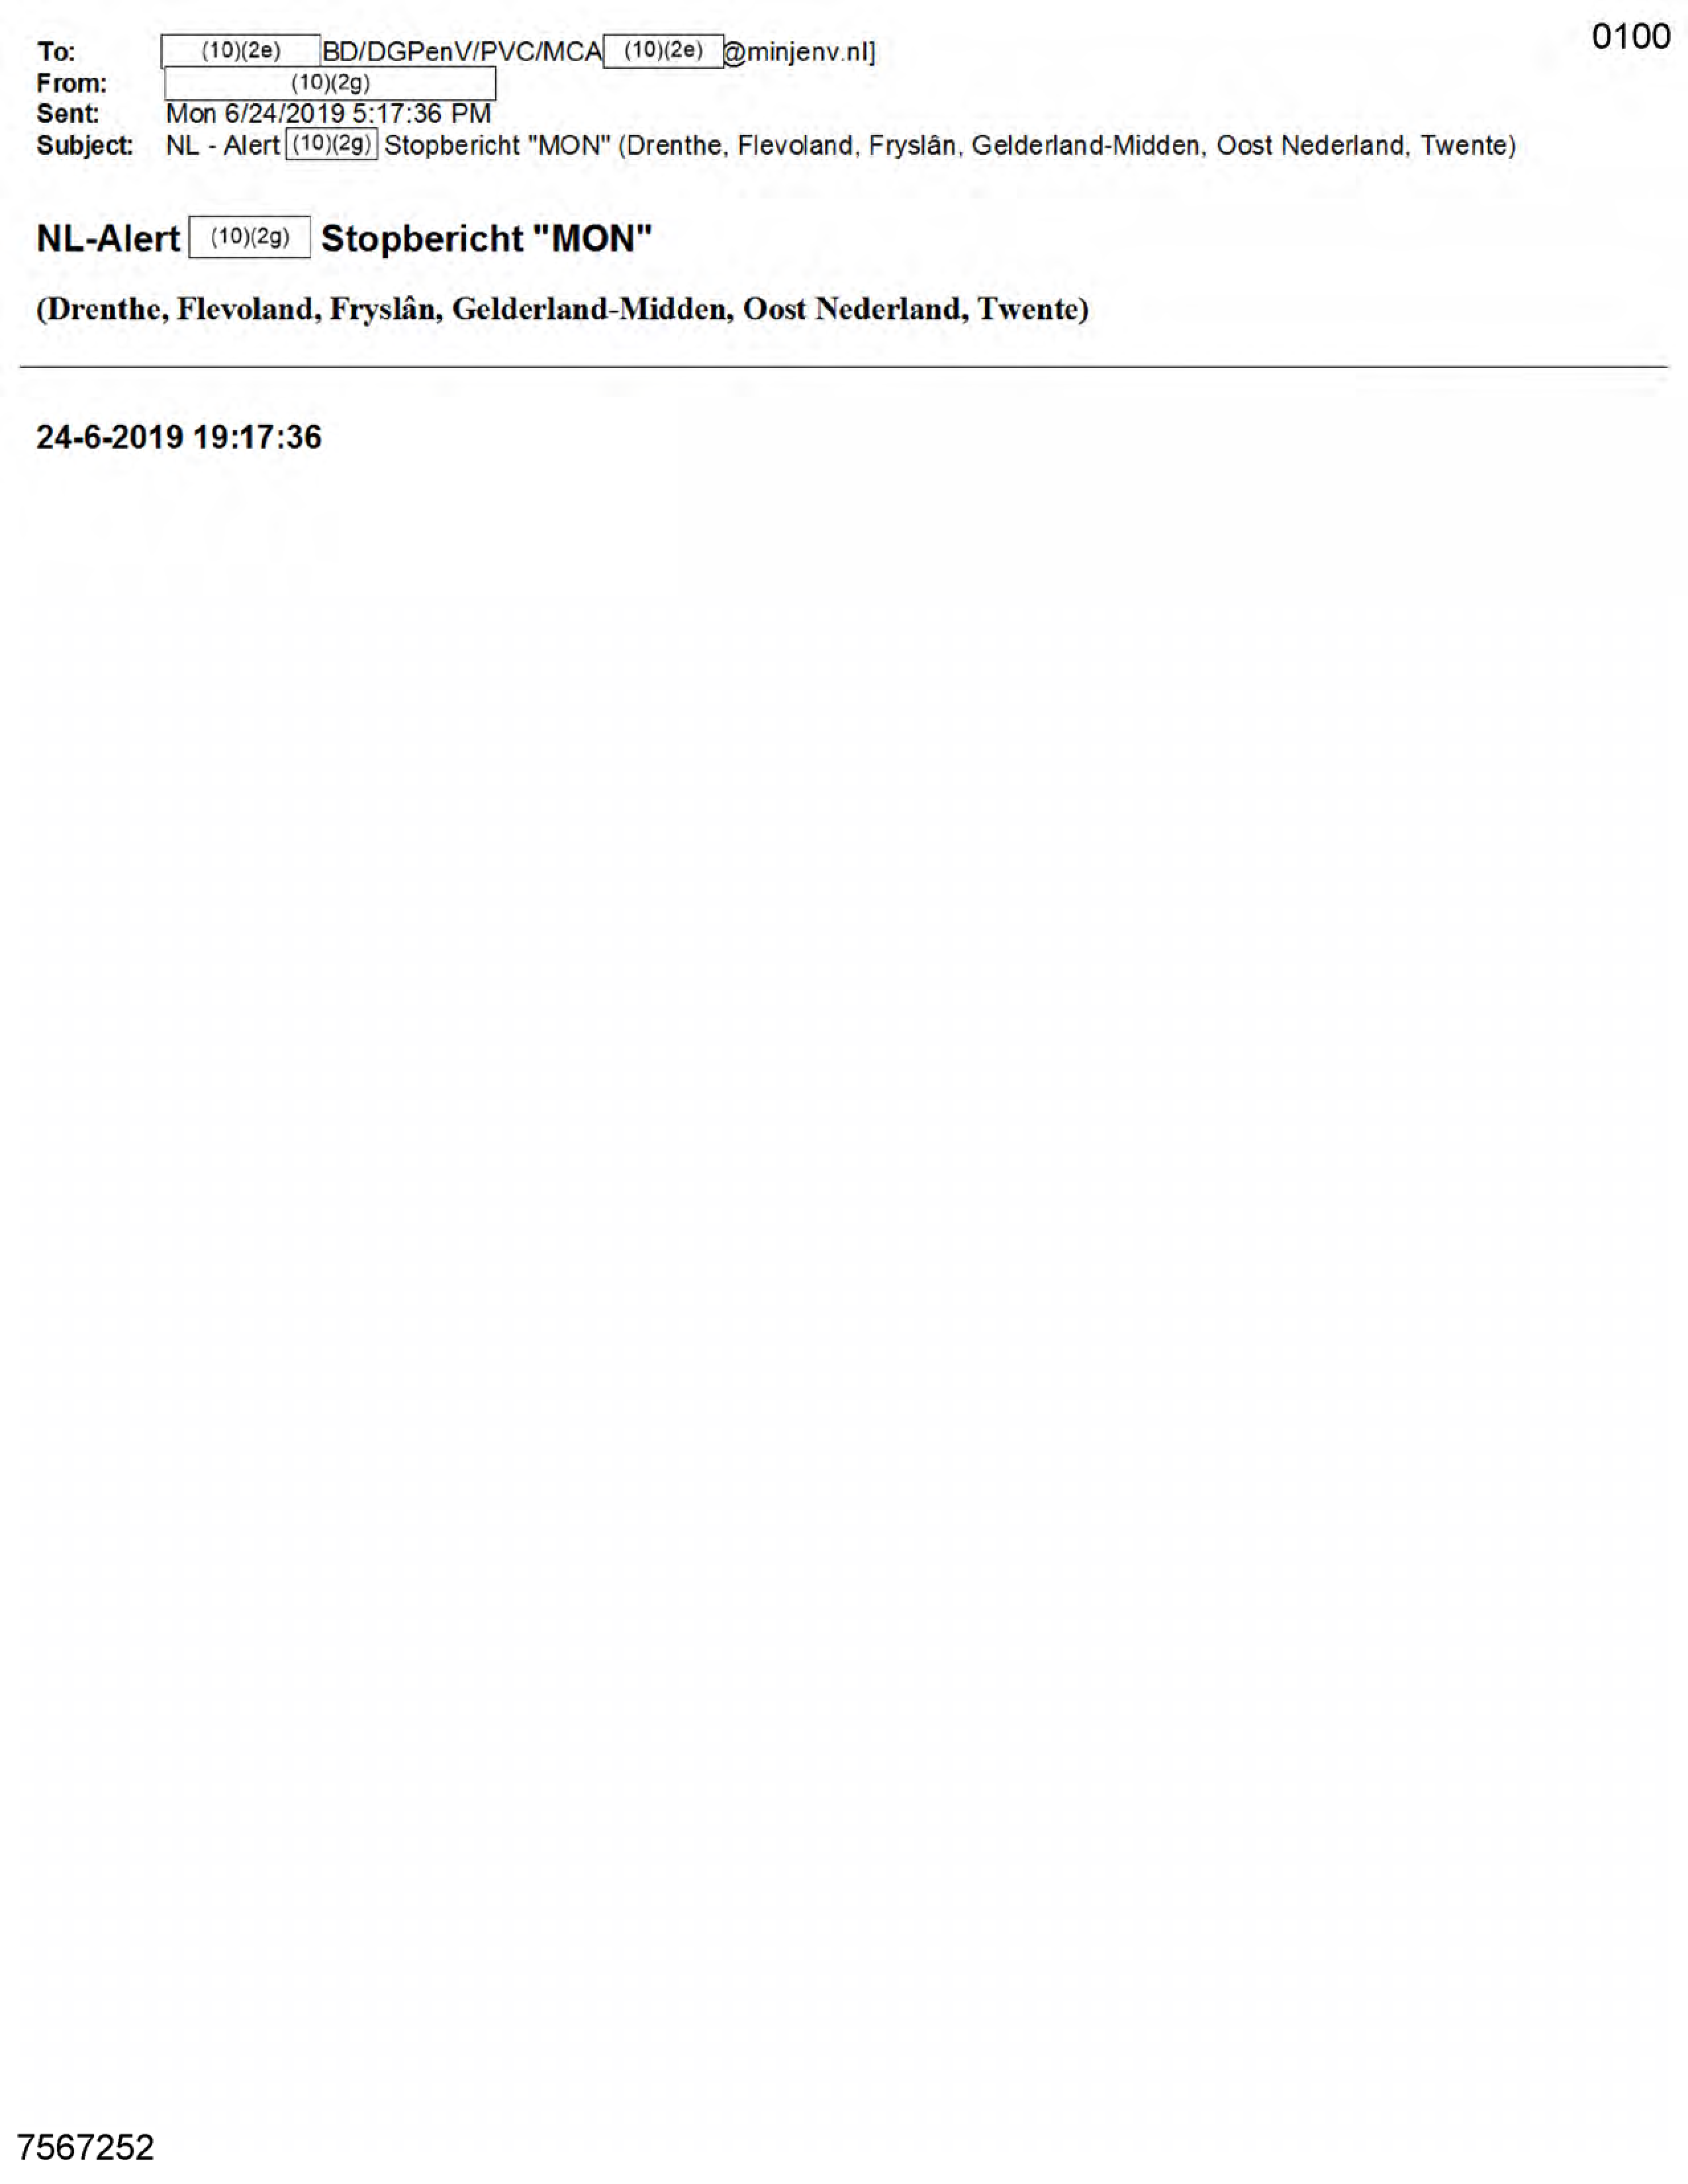 0100
To: (10)(2e) BD/DGPenV/PVC/MCA (10)(2e) @minjenv.nl]
From: (10)(2g)
Sent: Mon 6/24/2019 5:17:36 PM
Subject: NL - Alert (10)(2g) Stopbericht "MON" (Drenthe, Flevoland, Fryslân, Gelderland-Midden, Oost Nederland, Twente)
NL-Alert (10)(2g) Stopbericht "MON"
(Drenthe, Flevoland, Fryslân, Gelderland-Midden, Oost Nederland, Twente)
24-6-2019 19:17:36
7567252